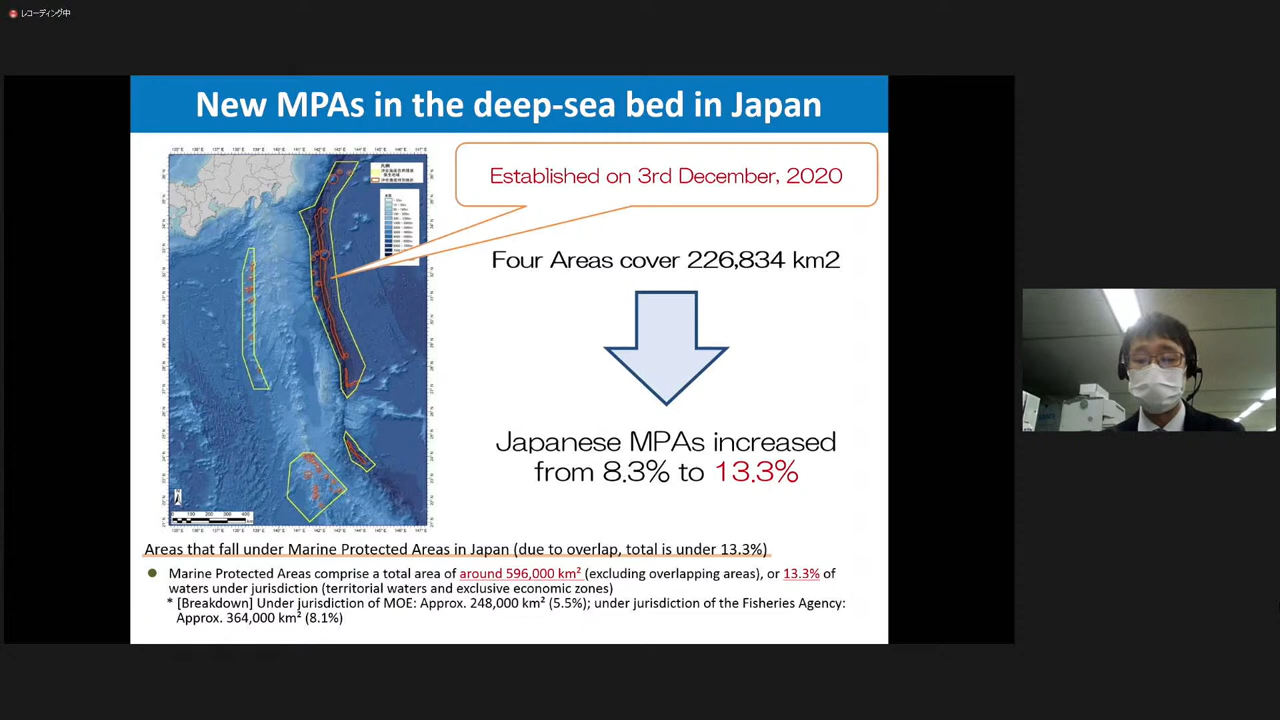 レコーディング中
New MPAs in the deep-sea bed in Japan
Established on 3rd December, 2020
凡例
Four Areas cover 226,834 km2
Japanese MPAs increased
from 8.3% to 13.3%
Areas that fall under Marine Protected Areas in Japan (due to overlap, total is under 13.3%)
Marine Protected Areas comprise a total area of around 596,000 km² (excluding overlapping areas), or 13.3% of
waters under jurisdiction (territorial waters and exclusive economic zones)
* [Breakdown] Under jurisdiction of MOE: Approx. 248,000 km² (5.5%); under jurisdiction of the Fisheries Agency:
Approx. 364,000 km² (8.1%)